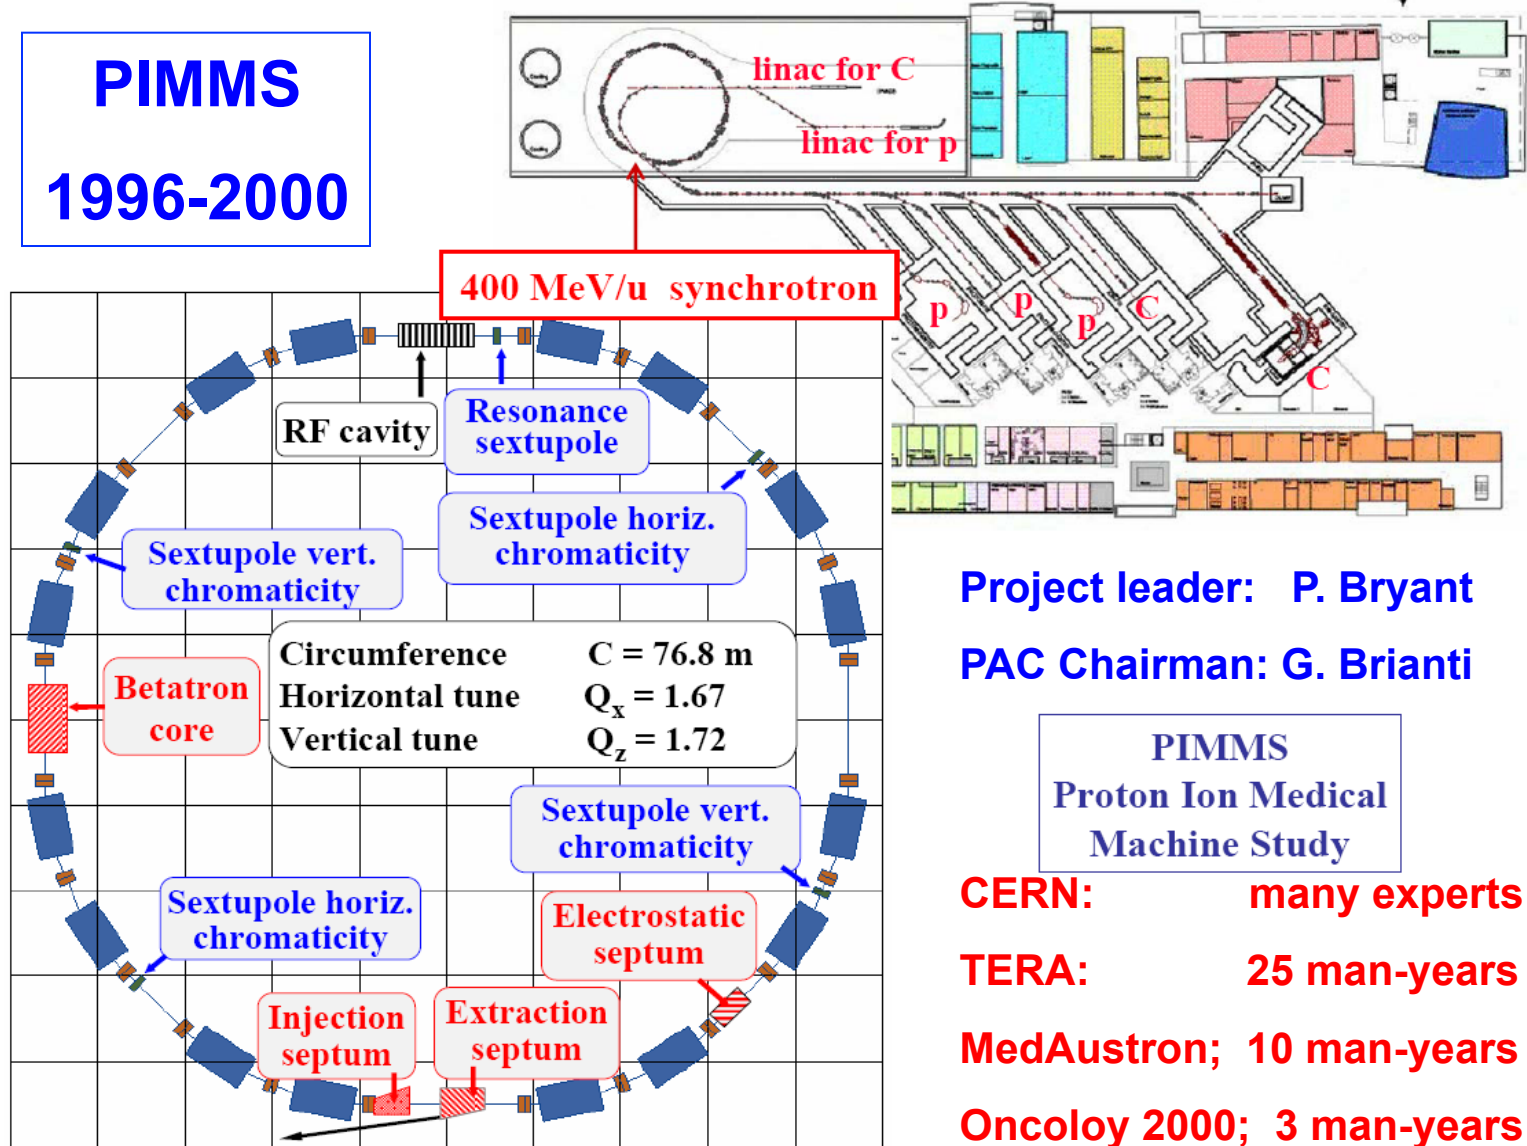 PIMMS
1996-2000
linac for C
linac for p
400 MeV/u synchrotron
p
p
p
C
C
RF cavity
Resonance
sextupole
Sextupole horiz.
chromaticity
Sextupole vert.
chromaticity
Circumference C = 76.8 m
Horizontal tune Qx = 1.67
Vertical tune Qz = 1.72
Betatron
core
Sextupole vert.
chromaticity
Sextupole horiz.
chromaticity
Electrostatic
septum
Injection
septum
Extraction
septum
Project leader: P. Bryant
PAC Chairman: G. Brianti
PIMMS
Proton Ion Medical
Machine Study
CERN: many experts
TERA: 25 man-years
MedAustron; 10 man-years
Oncoloy 2000; 3 man-years